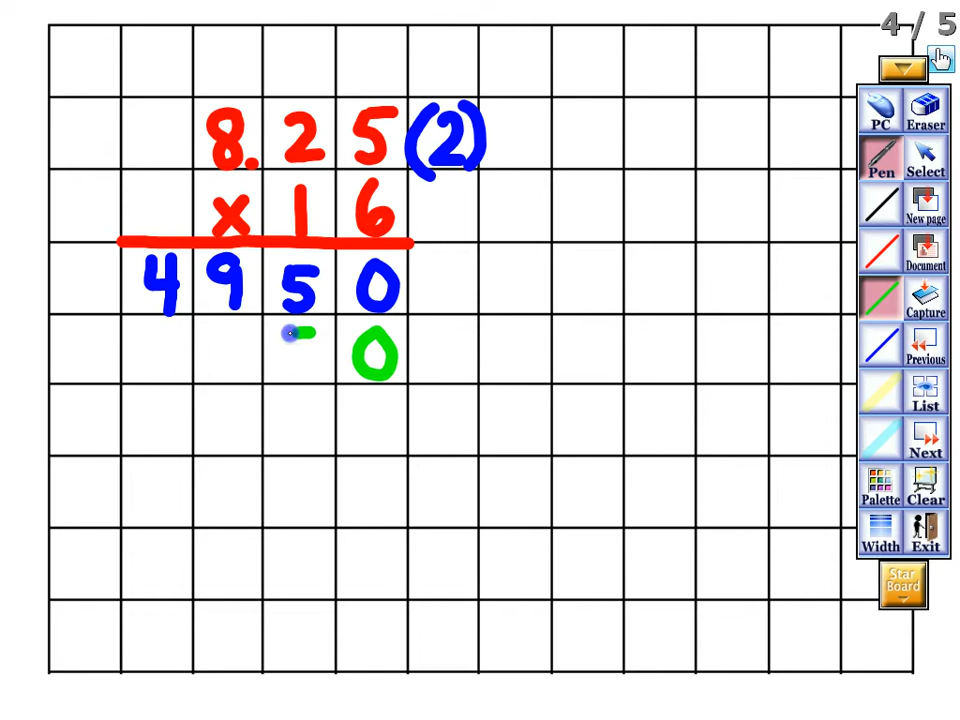 4 / 5
8.25 (2)
x 16
4950
0
PC
Eraser
Pen
Select
New page
Document
Capture
Previous
List
Next
Palette
Clear
Width
Exit
Star
Board